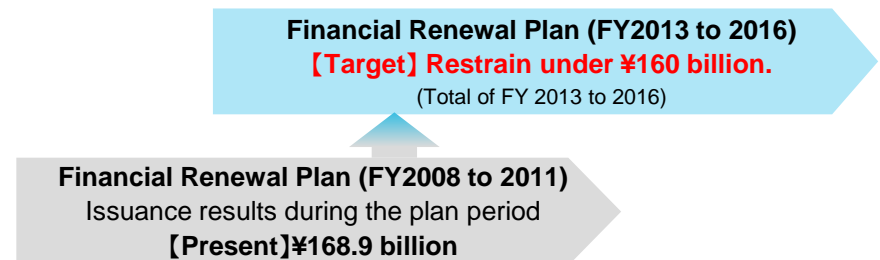 Financial Renewal Plan (FY2013 to 2016)
【Target】 Restrain under ¥160 billion.
(Total of FY 2013 to 2016)
Financial Renewal Plan (FY2008 to 2011)
Issuance results during the plan period
【Present】¥168.9 billion